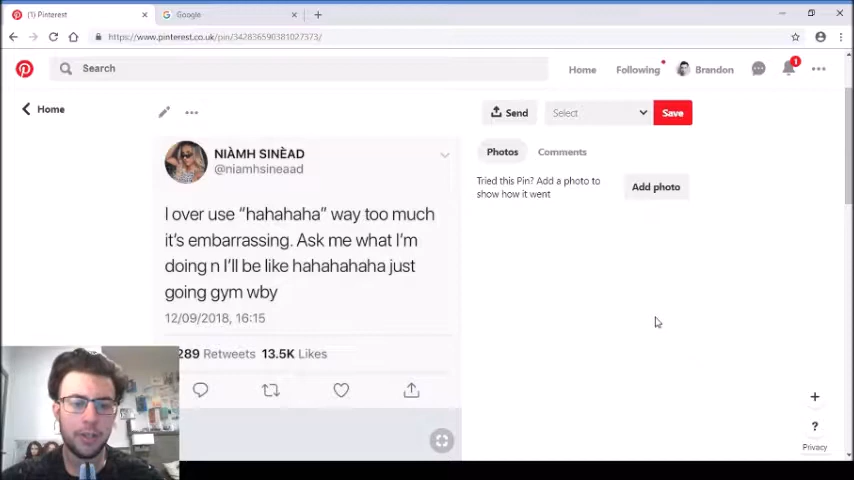 (1) Pinterest
Google
https://www.pinterest.co.uk/pin/342836590381027373/
Search
Home
Following
Brandon
1
Home
Send
Select
Save
NIÀMH SINÈAD
@niamhsineaad
I over use “hahahaha” way too much
it’s embarrassing. Ask me what I’m
doing n I’ll be like hahahahaha just
going gym wby
12/09/2018, 16:15
289 Retweets 13.5K Likes
Photos
Comments
Tried this Pin? Add a photo to
show how it went
Add photo
?
Privacy